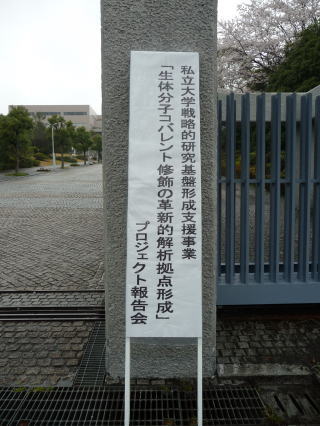 私立大学戦略的研究基盤形成支援事業
「生体分子コバレント修飾の革新的解析拠点形成」
プロジェクト報告会